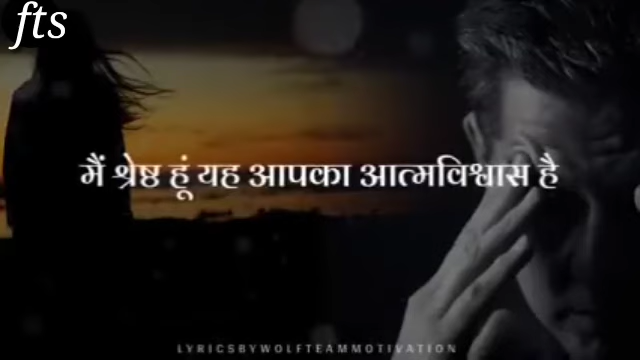 fts
मैं श्रेष्ठ हूं यह आपका आत्मविश्वास है
LYRICSBYWOLFTEAMMOTIVATION